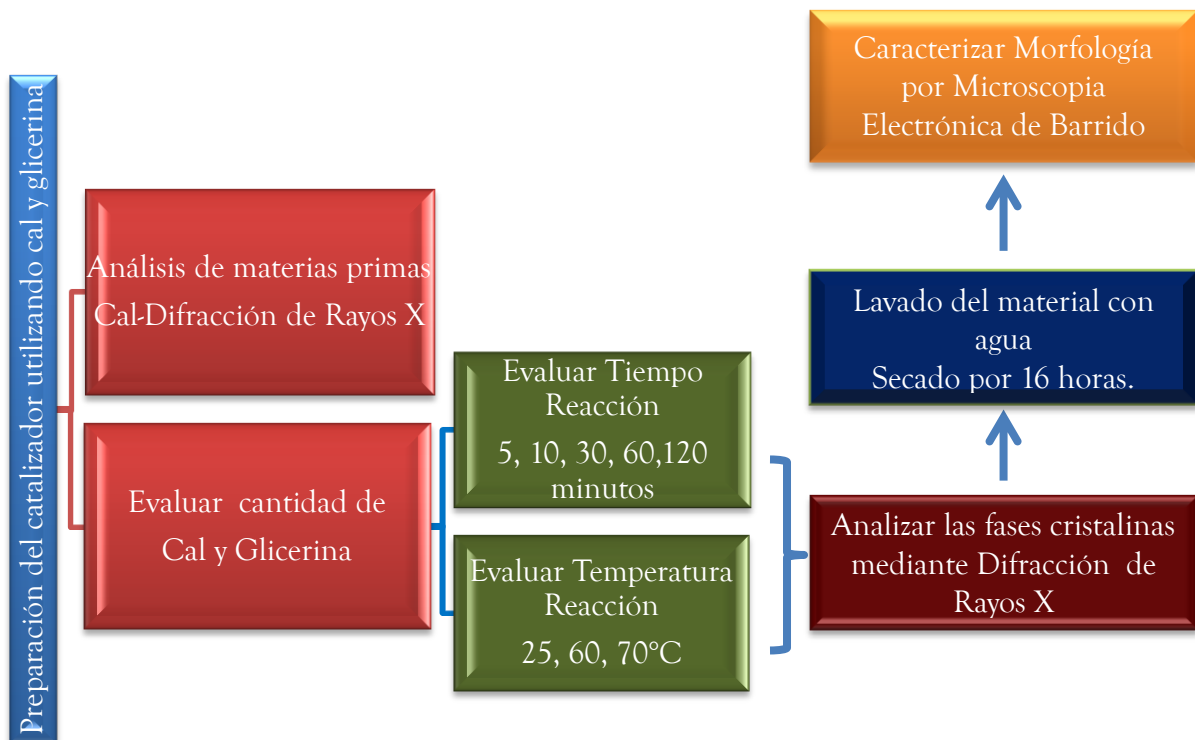 Preparación del catalizador utilizando cal y glicerina
Análisis de materias primas
Cal-Difracción de Rayos X
Evaluar cantidad de
Cal y Glicerina
Evaluar Tiempo
Reacción
5, 10, 30, 60,120
minutos
Evaluar Temperatura
Reacción
25, 60, 70°C
Analizar las fases cristalinas
mediante Difracción de
Rayos X
Lavado del material con
agua
Secado por 16 horas.
Caracterizar Morfología
por Microscopia
Electrónica de Barrido